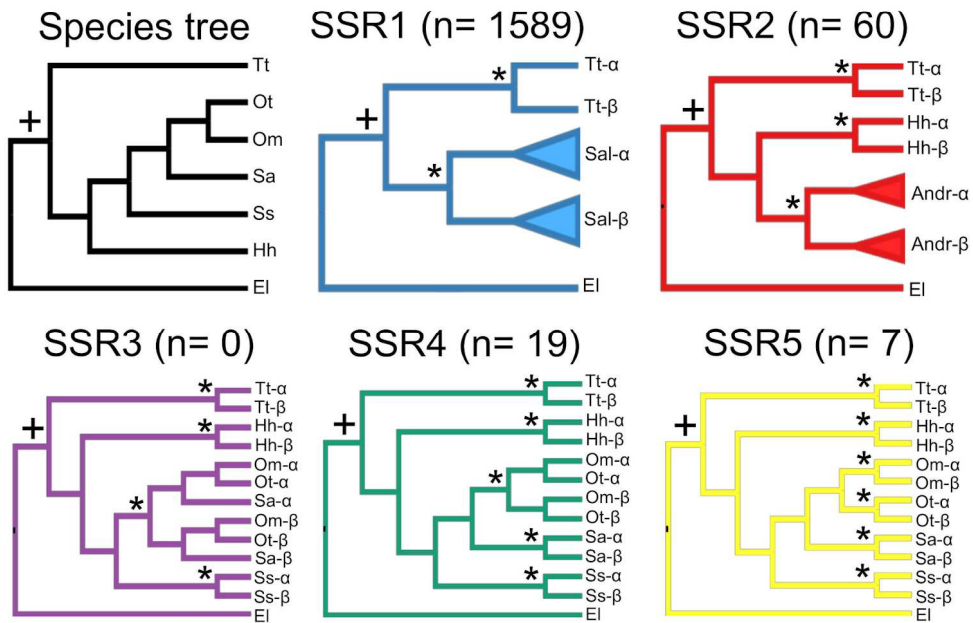 Species tree
+
Tt
Ot
Om
Sa
Ss
Hh
El
SSR1 (n= 1589)
+
*
*
Tt-α
Tt-β
Sal-α
Sal-β
El
SSR2 (n= 60)
+
*
*
*
Tt-α
Tt-β
Hh-α
Hh-β
Andr-α
Andr-β
El
SSR3 (n= 0)
+
*
*
*
*
Tt-α
Tt-β
Hh-α
Hh-β
Om-α
Ot-α
Sa-α
Om-β
Ot-β
Sa-β
Ss-α
Ss-β
El
SSR4 (n= 19)
+
*
*
*
*
*
Tt-α
Tt-β
Hh-α
Hh-β
Om-α
Ot-α
Om-β
Ot-β
Sa-α
Sa-β
Ss-α
Ss-β
El
SSR5 (n= 7)
+
*
*
*
*
*
*
Tt-α
Tt-β
Hh-α
Hh-β
Om-α
Om-β
Ot-α
Ot-β
Sa-α
Sa-β
Ss-α
Ss-β
El